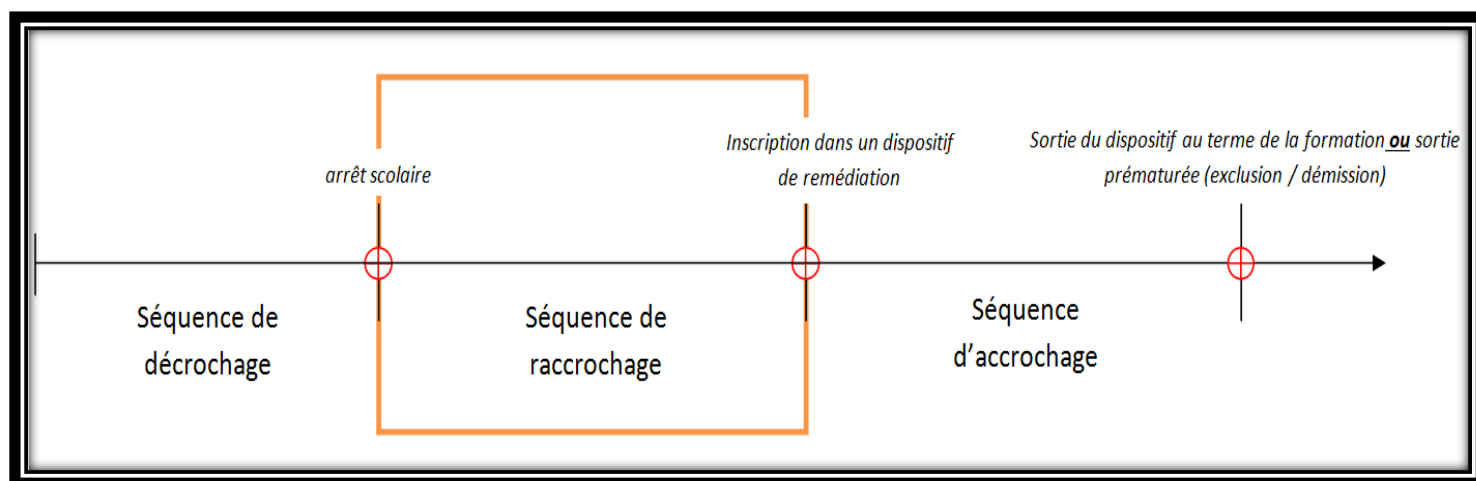 arrêt scolaire
Inscription dans un dispositif
de remédiation
Sortie du dispositif au terme de la formation ou sortie
prématurée (exclusion / démission)
Séquence de
décrochage
Séquence de
raccrochage
Séquence
d’accrochage